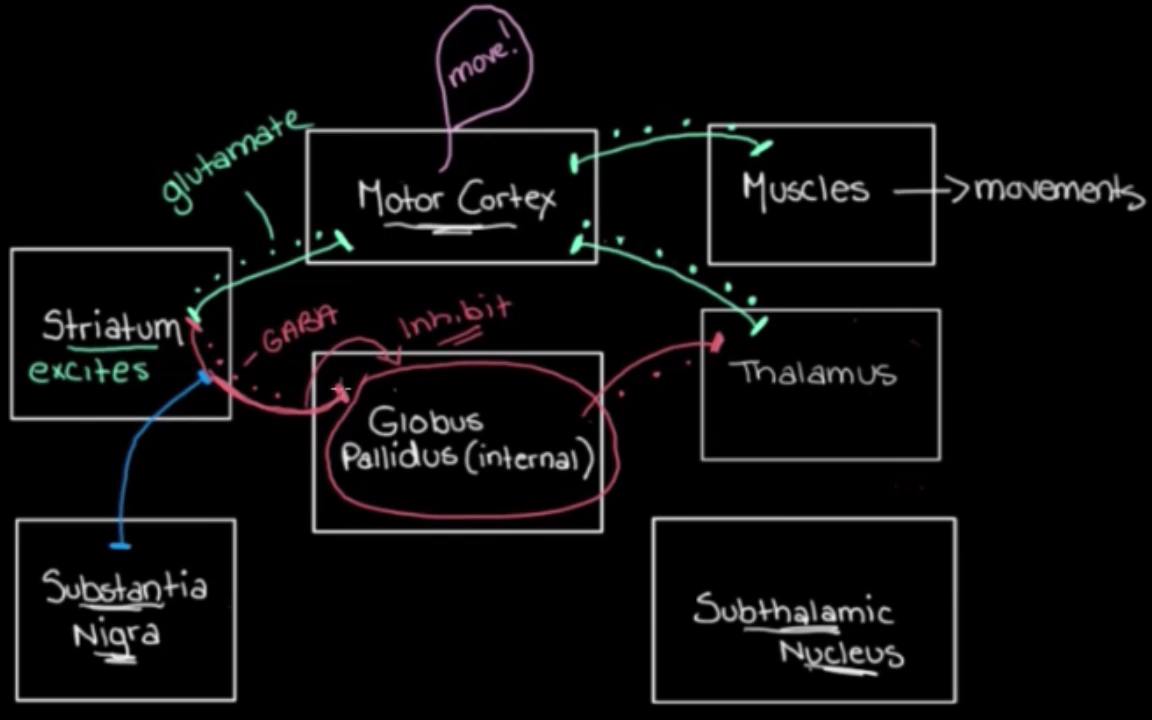 move!
glutamate
Motor Cortex
Muscles
movements
Striatum
excites
GABA
Inhibit
Globus
Pallidus (internal)
Thalamus
Substantia
Nigra
Subthalamic
Nucleus